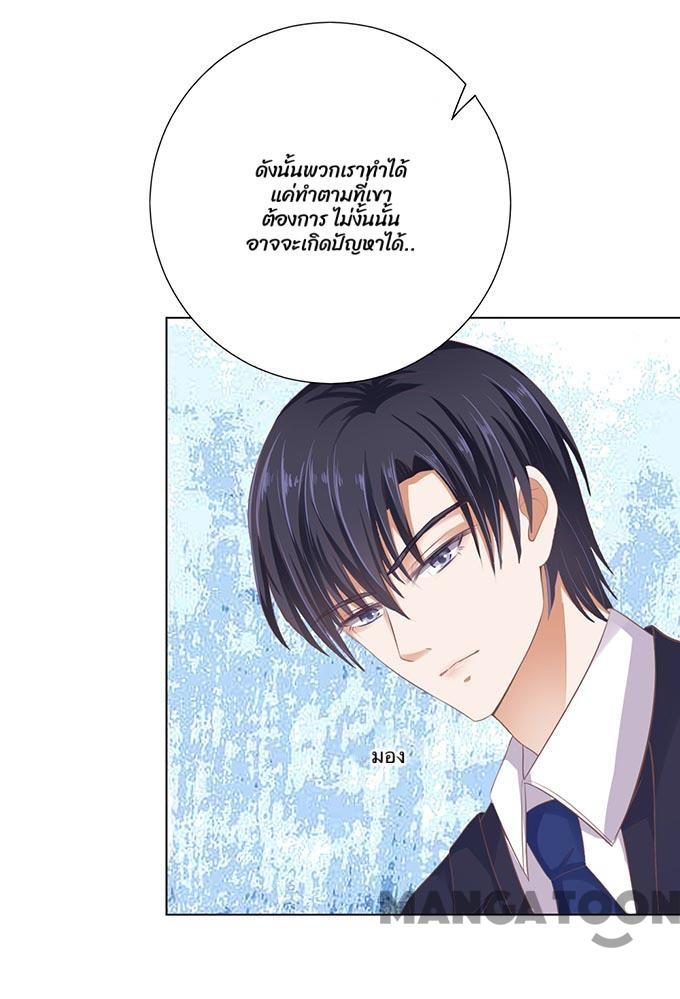 ดังนั้นพวกเราทำได้
แค่ทำตามที่เขา
ต้องการ ไม่งั้นนั้น
อาจจะเกิดปัญหาได้..
มอง
MANGATOON